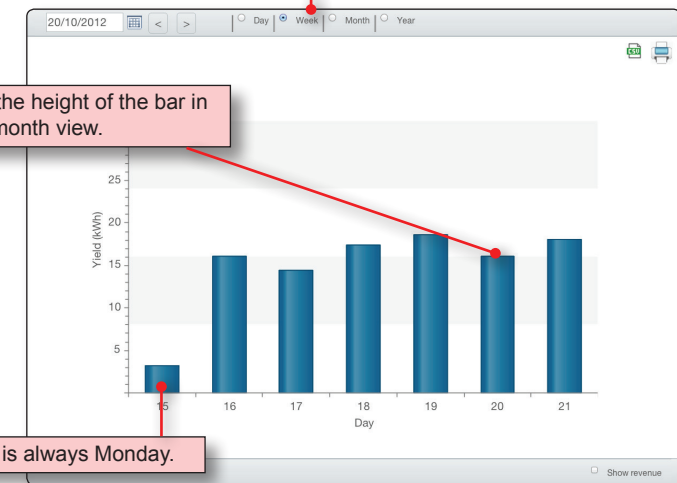 20/10/2012 < > Day Week Month Year
CSV
the height of the bar in
month view.
25
20
15
10
5
Yield (kWh)
15 16 17 18 19 20 21
Day
is always Monday.
Show revenue